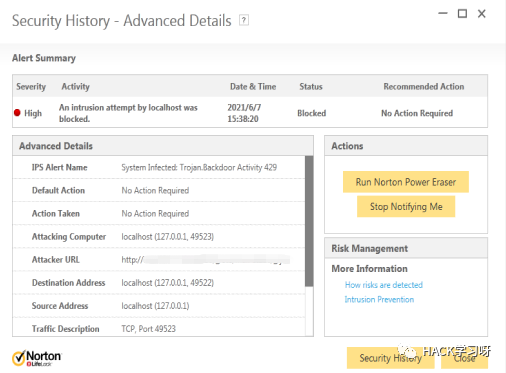 Security History - Advanced Details ?
Alert Summary
Severity Activity Date & Time Status Recommended Action
High An intrusion attempt by localhost was blocked. 2021/6/7 15:38:20 Blocked No Action Required
Advanced Details
IPS Alert Name System Infected: Trojan.Backdoor Activity 429
Default Action No Action Required
Action Taken No Action Required
Attacking Computer localhost (127.0.0.1, 49523)
Attacker URL http://
Destination Address localhost (127.0.0.1, 49522)
Source Address localhost (127.0.0.1)
Traffic Description TCP, Port 49523
Actions
Run Norton Power Eraser
Stop Notifying Me
Risk Management
More Information
How risks are detected
Intrusion Prevention
Norton
LifeLock
Security History
Close
HACK学习呀